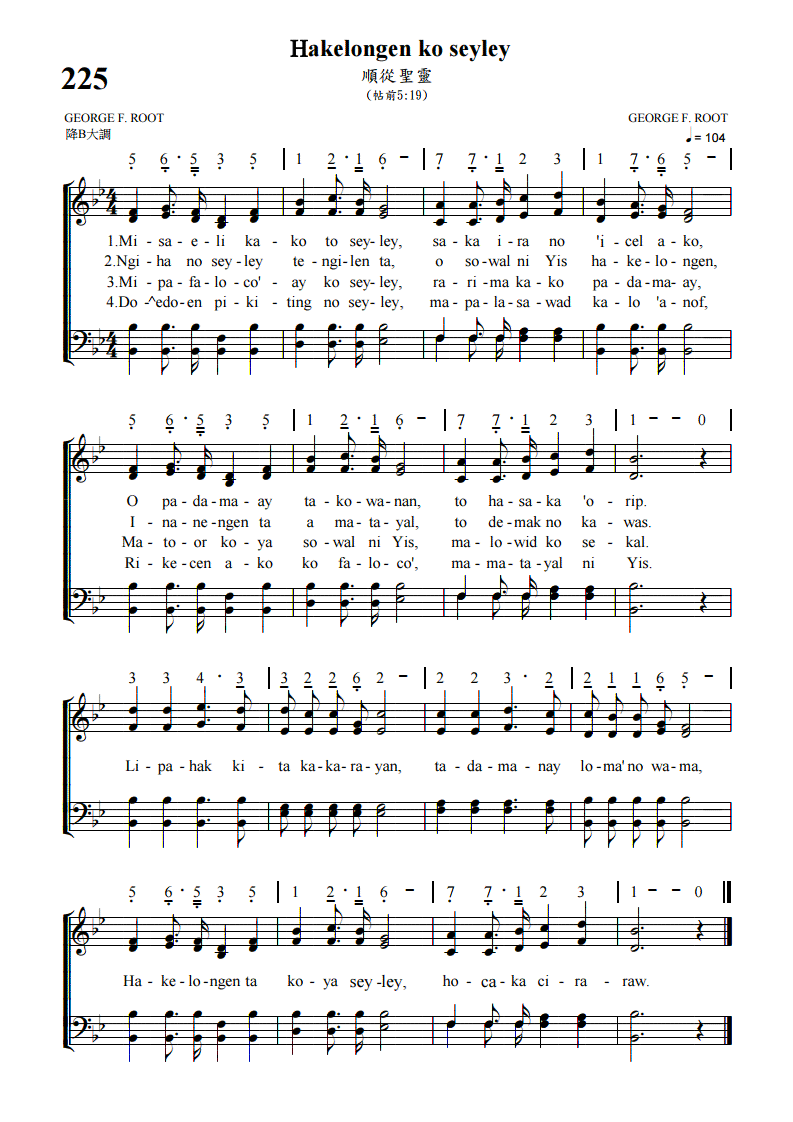 Hakelongen ko seyley
225
順從聖靈
(帖前5:19)
GEORGE F. ROOT GEORGE F. ROOT
降B大調 ♩ = 104
5 6 · 5 3 5 | 1 2 · 1 6 – | 7 7 · 1 2 3 | 1 7 · 6 5 – |
1.Mi - sa - e - li ka - ko to sey - ley, sa - ka i - ra no 'i - cel a - ko,
2.Ngi - ha no sey - ley te - ngi - len ta, o so - wal ni Yis ha - ke - lo - ngen,
3.Mi - pa - fa - lo - co' - ay ko sey - ley, ra - ri - ma ka - ko pa - da - ma - ay,
4.Do -^edo - en pi - ki - ting no sey - ley, ma - pa - la - sa - wad ka - lo 'a - nof,
5 6 · 5 3 5 | 1 2 · 1 6 – | 7 7 · 1 2 3 | 1 – – 0 |
O pa - da - ma - ay ta - ko - wa - nan, to ha - sa - ka 'o - rip.
I - na - ne - ngen ta a ma - ta - yal, to de - mak no ka - was.
Ma - to - or ko - ya so - wal ni Yis, ma - lo - wid ko se - kal.
Ri - ke - cen a - ko ko fa - lo - co', ma - ma - ta - yal ni Yis.
3 3 4 · 3 | 3 2 2 6 2 – | 2 2 3 · 2 | 2 1 1 6 5 – |
Li - pa - hak ki - ta ka - ka - ra - yan, ta - da - ma - nay lo - ma' no wa - ma,
5 6 · 5 3 5 | 1 2 · 1 6 – | 7 7 · 1 2 3 | 1 – – 0
Ha - ke - lo - ngen ta ko - ya sey - ley, ho - ca - ka ci - ra - raw.